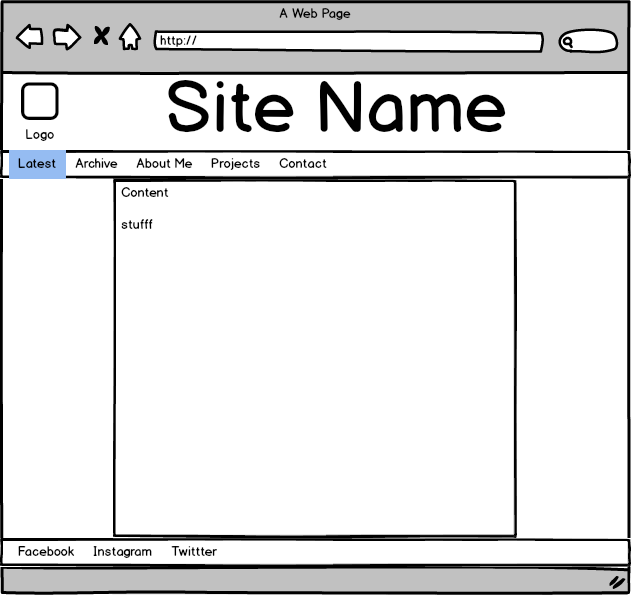 A Web Page
http://
Site Name
Logo
Latest Archive About Me Projects Contact
Content
stufff
Facebook Instagram Twittter